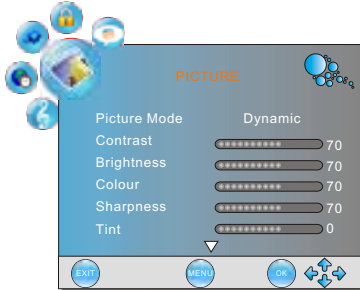 PICTURE
Picture Mode Dynamic
Contrast 70
Brightness 70
Colour 70
Sharpness 70
Tint 0
EXIT MENU OK